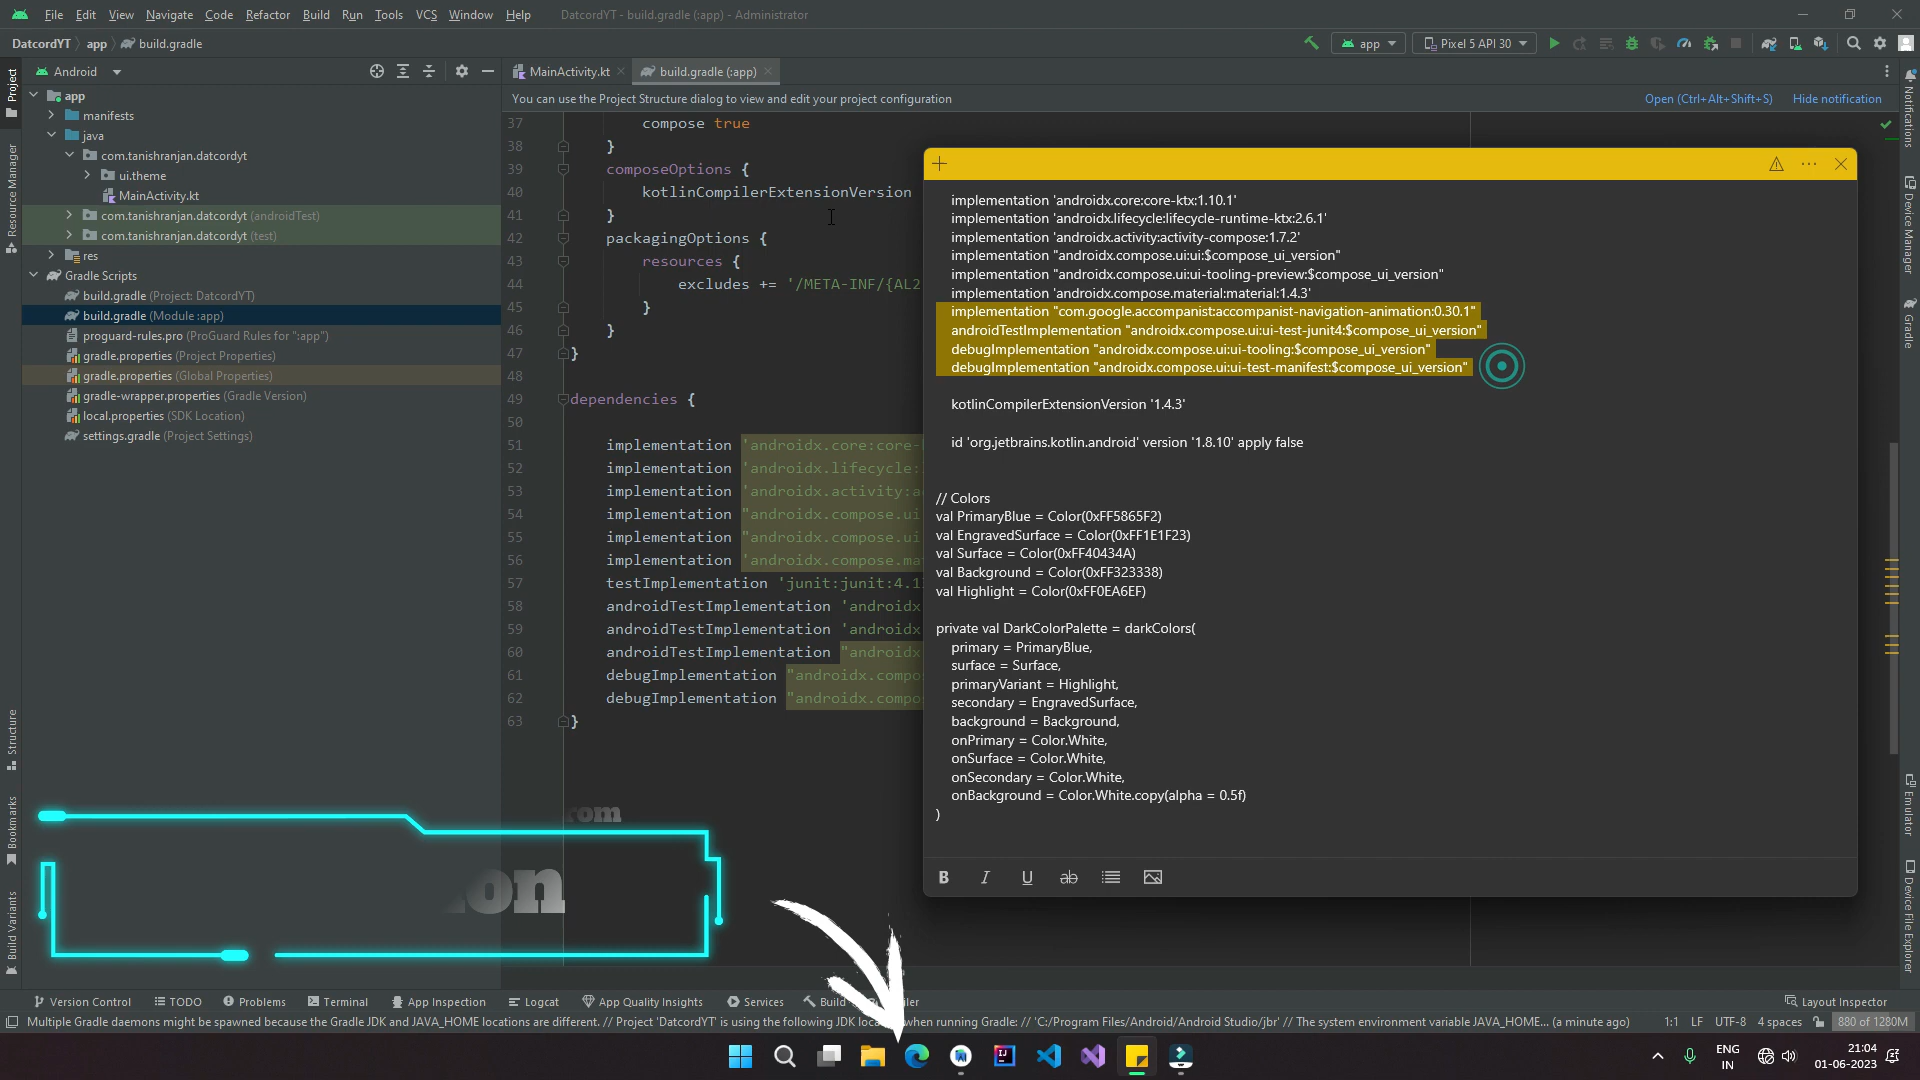 File Edit View Navigate Code Refactor Build Run Tools VCS Window Help DatcordYT - build.gradle (:app) - Administrator
DatcordYT app build.gradle
app Pixel 5 API 30
Android
MainActivity.kt build.gradle (:app)
You can use the Project Structure dialog to view and edit your project configuration Open (Ctrl+Alt+Shift+S) Hide notification
app
manifests
java
com.tanishranjan.datcordyt
ui.theme
MainActivity.kt
com.tanishranjan.datcordyt (androidTest)
com.tanishranjan.datcordyt (test)
res
Gradle Scripts
build.gradle (Project: DatcordYT)
build.gradle (Module :app)
proguard-rules.pro (ProGuard Rules for ":app")
gradle.properties (Project Properties)
gradle.properties (Global Properties)
gradle-wrapper.properties (Gradle Version)
local.properties (SDK Location)
settings.gradle (Project Settings)
Project
Resource Manager
Structure
Bookmarks
Build Variants
37 compose true
38 }
39 composeOptions {
40 kotlinCompilerExtensionVersion
41 }
42 packagingOptions {
43 resources {
44 excludes += '/META-INF/{AL2
45 }
46 }
47 }
48
49 dependencies {
50
51 implementation 'androidx.core:core-
52 implementation 'androidx.lifecycle:
53 implementation 'androidx.activity:a
54 implementation "androidx.compose.ui
55 implementation "androidx.compose.ui
56 implementation 'androidx.compose.ma
57 testImplementation 'junit:junit:4.1
58 androidTestImplementation 'androidx
59 androidTestImplementation 'androidx
60 androidTestImplementation "androidx
61 debugImplementation "androidx.compo
62 debugImplementation "androidx.compo
63 }
implementation 'androidx.core:core-ktx:1.10.1'
implementation 'androidx.lifecycle:lifecycle-runtime-ktx:2.6.1'
implementation 'androidx.activity:activity-compose:1.7.2'
implementation "androidx.compose.ui:ui:$compose_ui_version"
implementation "androidx.compose.ui:ui-tooling-preview:$compose_ui_version"
implementation 'androidx.compose.material:material:1.4.3'
implementation "com.google.accompanist:accompanist-navigation-animation:0.30.1"
androidTestImplementation "androidx.compose.ui:ui-test-junit4:$compose_ui_version"
debugImplementation "androidx.compose.ui:ui-tooling:$compose_ui_version"
debugImplementation "androidx.compose.ui:ui-test-manifest:$compose_ui_version"
kotlinCompilerExtensionVersion '1.4.3'
id 'org.jetbrains.kotlin.android' version '1.8.10' apply false
// Colors
val PrimaryBlue = Color(0xFF5865F2)
val EngravedSurface = Color(0xFF1E1F23)
val Surface = Color(0xFF40434A)
val Background = Color(0xFF323338)
val Highlight = Color(0xFF0EA6EF)
private val DarkColorPalette = darkColors(
primary = PrimaryBlue,
surface = Surface,
primaryVariant = Highlight,
secondary = EngravedSurface,
background = Background,
onPrimary = Color.White,
onSurface = Color.White,
onSecondary = Color.White,
onBackground = Color.White.copy(alpha = 0.5f)
)
B I U ab
Notifications
Device Manager
Gradle
Emulator
Device File Explorer
rom
on
Version Control TODO Problems Terminal App Inspection Logcat App Quality Insights Services Build iler Layout Inspector
Multiple Gradle daemons might be spawned because the Gradle JDK and JAVA_HOME locations are different. // Project 'DatcordYT' is using the following JDK loca when running Gradle: // 'C:/Program Files/Android/Android Studio/jbr' // The system environment variable JAVA_HOME... (a minute ago) 1:1 LF UTF-8 4 spaces 880 of 1280M
ENG
IN
21:04
01-06-2023